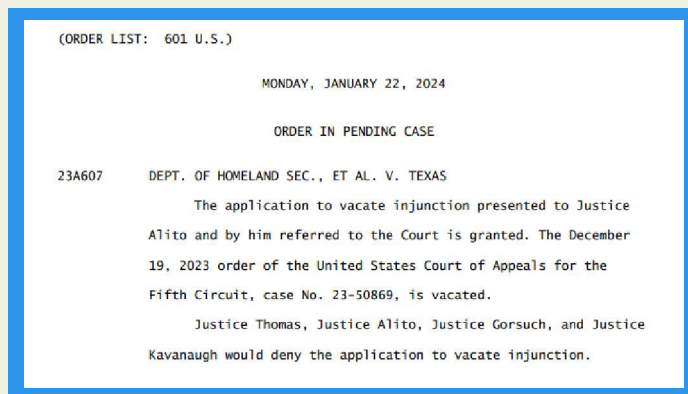 (ORDER LIST: 601 U.S.)
MONDAY, JANUARY 22, 2024
ORDER IN PENDING CASE
23A607 DEPT. OF HOMELAND SEC., ET AL. V. TEXAS
The application to vacate injunction presented to Justice
Alito and by him referred to the Court is granted. The December
19, 2023 order of the United States Court of Appeals for the
Fifth Circuit, case No. 23-50869, is vacated.
Justice Thomas, Justice Alito, Justice Gorsuch, and Justice
Kavanaugh would deny the application to vacate injunction.